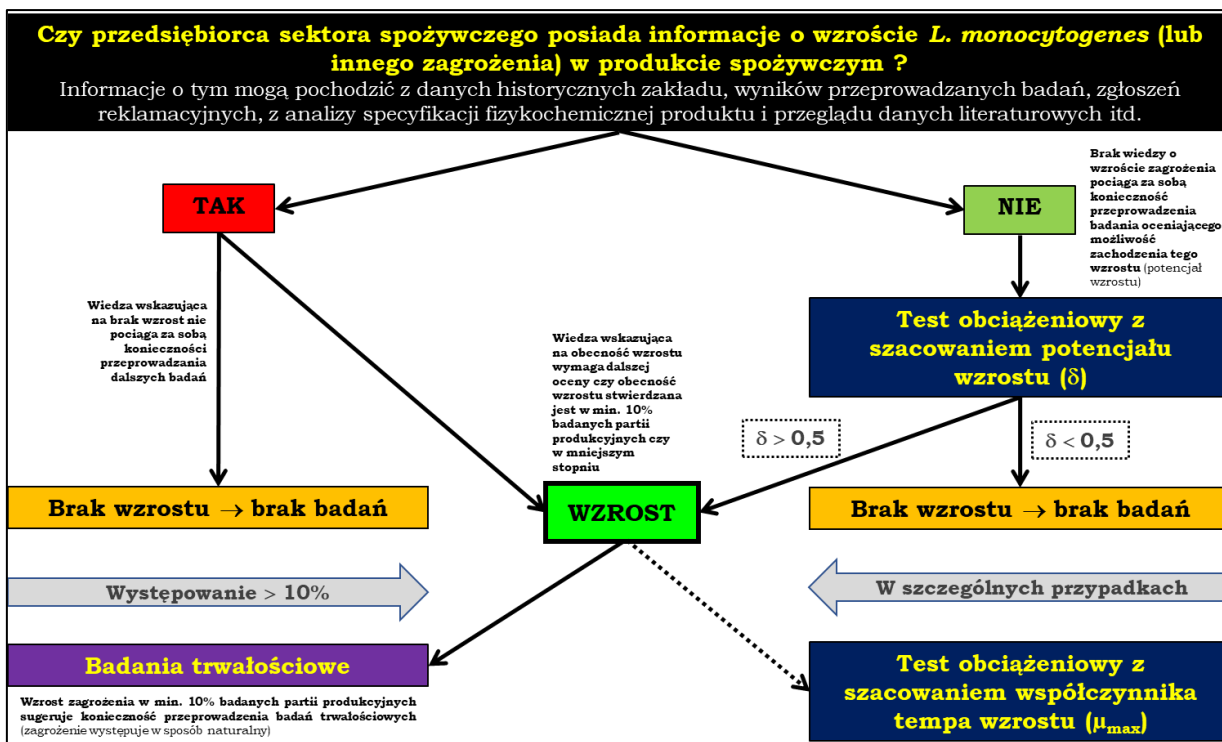 Czy przedsiębiorca sektora spożywczego posiada informacje o wzroście L. monocytogenes (lub
innego zagrożenia) w produkcie spożywczym ?
Informacje o tym mogą pochodzić z danych historycznych zakładu, wyników przeprowadzanych badań, zgłoszeń
reklamacyjnych, z analizy specyfikacji fizykochemicznej produktu i przeglądu danych literaturowych itd.
TAK
NIE
Brak wiedzy o
wzroście zagrożenia
pociąga za sobą
konieczność
przeprowadzenia
badania oceniającego
możliwość
zachodzenia tego
wzrostu (potencjał
wzrostu)
Wiedza wskazująca
na brak wzrost nie
pociąga za sobą
konieczności
przeprowadzania
dalszych badań
Wiedza wskazująca
na obecność wzrostu
wymaga dalszej
oceny czy obecność
wzrostu stwierdzana
jest w min. 10%
badanych partii
produkcyjnych czy
w mniejszym
stopniu
Test obciążeniowy z
szacowaniem potencjału
wzrostu (δ)
δ > 0,5
δ < 0,5
Brak wzrostu → brak badań
WZROST
Brak wzrostu → brak badań
Występowanie > 10%
W szczególnych przypadkach
Badania trwałościowe
Wzrost zagrożenia w min. 10% badanych partii produkcyjnych
sugeruje konieczność przeprowadzenia badań trwałościowych
(zagrożenie występuje w sposób naturalny)
Test obciążeniowy z
szacowaniem współczynnika
tempa wzrostu (μmax)